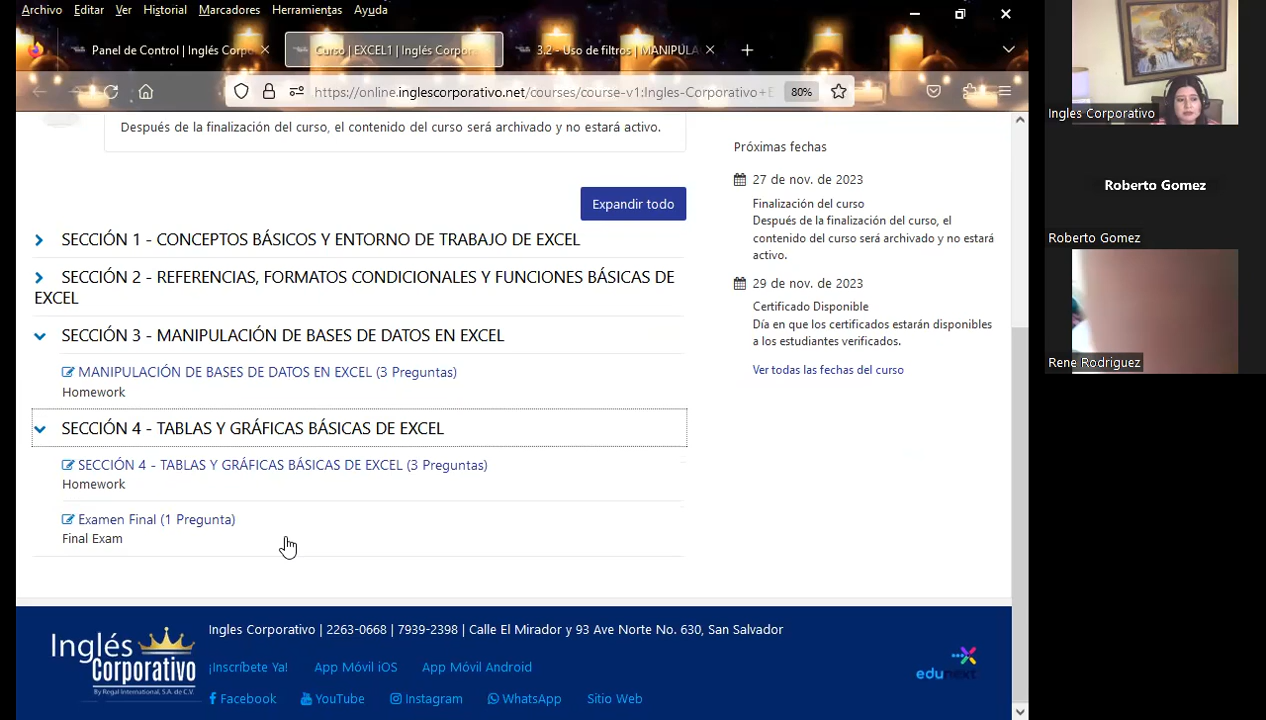 Archivo Editar Ver Historial Marcadores Herramientas Ayuda
Panel de Control | Inglés Corpo
Curso | EXCEL1 | Inglés Corpor
3.2 - Uso de filtros | MANIPULA
https://online.inglescorporativo.net/courses/course-v1:Ingles-Corporativo+E
80%
Después de la finalización del curso, el contenido del curso será archivado y no estará activo.
Expandir todo
SECCIÓN 1 - CONCEPTOS BÁSICOS Y ENTORNO DE TRABAJO DE EXCEL
SECCIÓN 2 - REFERENCIAS, FORMATOS CONDICIONALES Y FUNCIONES BÁSICAS DE
EXCEL
SECCIÓN 3 - MANIPULACIÓN DE BASES DE DATOS EN EXCEL
MANIPULACIÓN DE BASES DE DATOS EN EXCEL (3 Preguntas)
Homework
SECCIÓN 4 - TABLAS Y GRÁFICAS BÁSICAS DE EXCEL
SECCIÓN 4 - TABLAS Y GRÁFICAS BÁSICAS DE EXCEL (3 Preguntas)
Homework
Examen Final (1 Pregunta)
Final Exam
Próximas fechas
27 de nov. de 2023
Finalización del curso
Después de la finalización del curso, el
contenido del curso será archivado y no estará
activo.
29 de nov. de 2023
Certificado Disponible
Día en que los certificados estarán disponibles
a los estudiantes verificados.
Ver todas las fechas del curso
Inglés
Corporativo
By Regal International, S.A. de C.V.
Ingles Corporativo | 2263-0668 | 7939-2398 | Calle El Mirador y 93 Ave Norte No. 630, San Salvador
¡Inscríbete Ya! App Móvil iOS App Móvil Android
Facebook YouTube Instagram WhatsApp Sitio Web
edunext
Ingles Corporativo
Roberto Gomez
Roberto Gomez
Rene Rodriguez